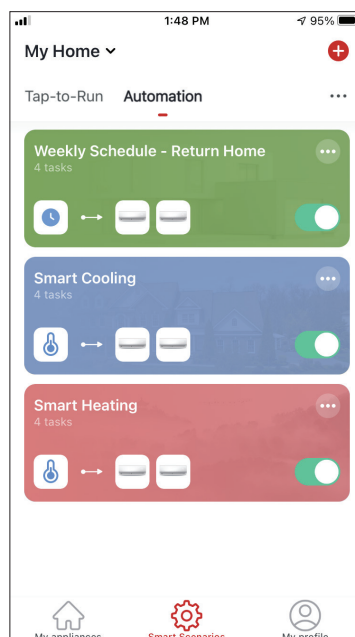 1:48 PM
95%
My Home
Tap-to-Run
Automation
Weekly Schedule - Return Home
4 tasks
Smart Cooling
4 tasks
Smart Heating
4 tasks
My appliances
Smart Scenarios
My profile